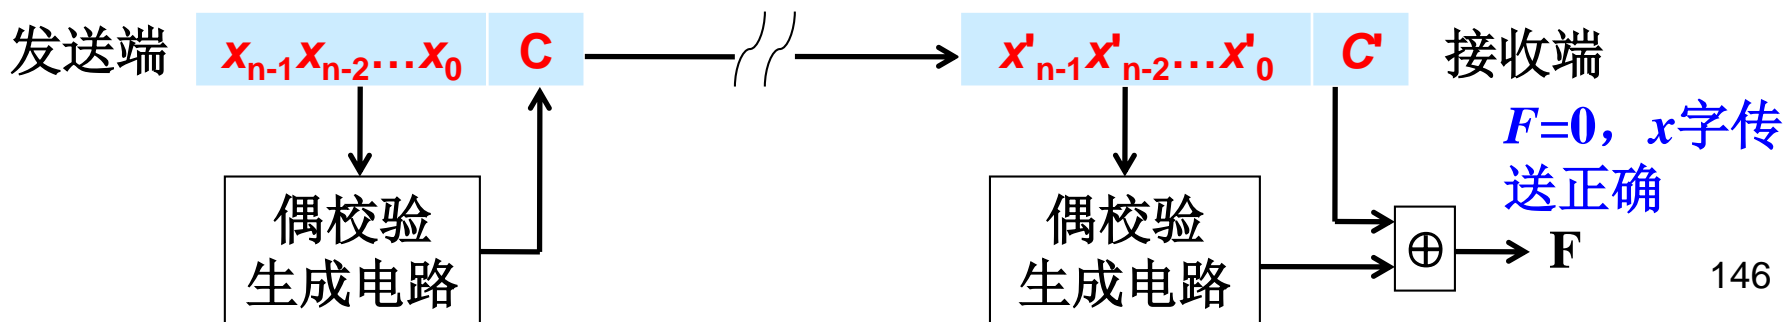 发送端 xn-1xn-2…x0 C x'n-1x'n-2…x'0 C' 接收端
F=0，x字传
送正确
偶校验
生成电路
偶校验
生成电路
⊕
F
146